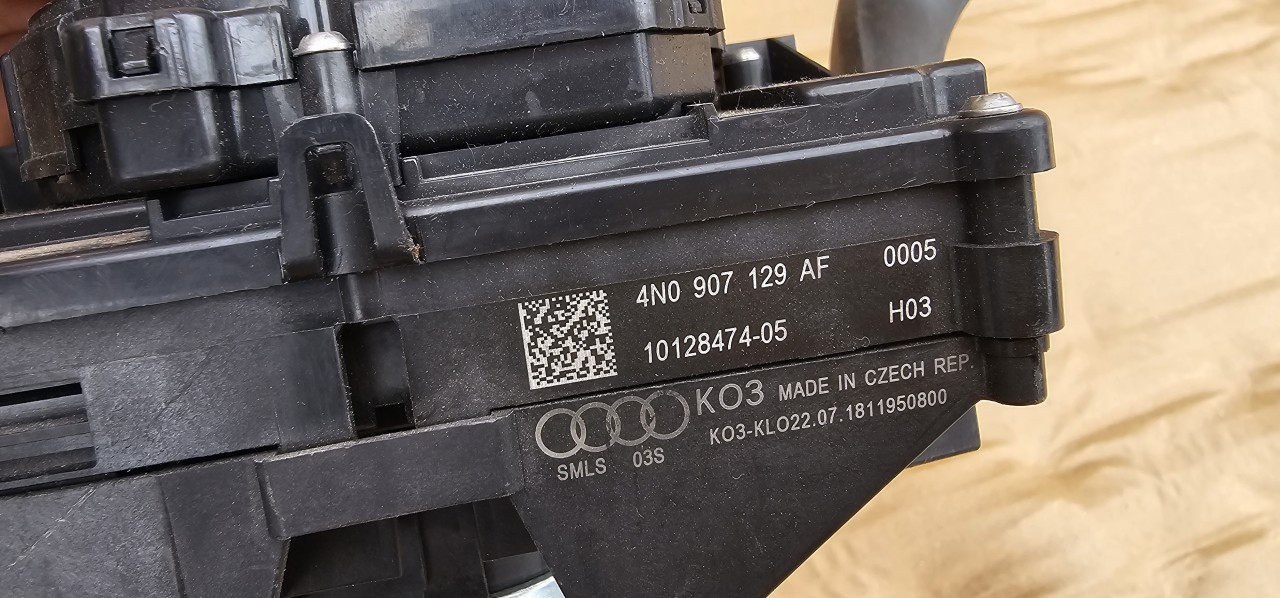 4N0 907 129 AF 0005
10128474-05 H03
KO3 MADE IN CZECH REP.
KO3-KLO22.07.1811950800
SMLS 03S